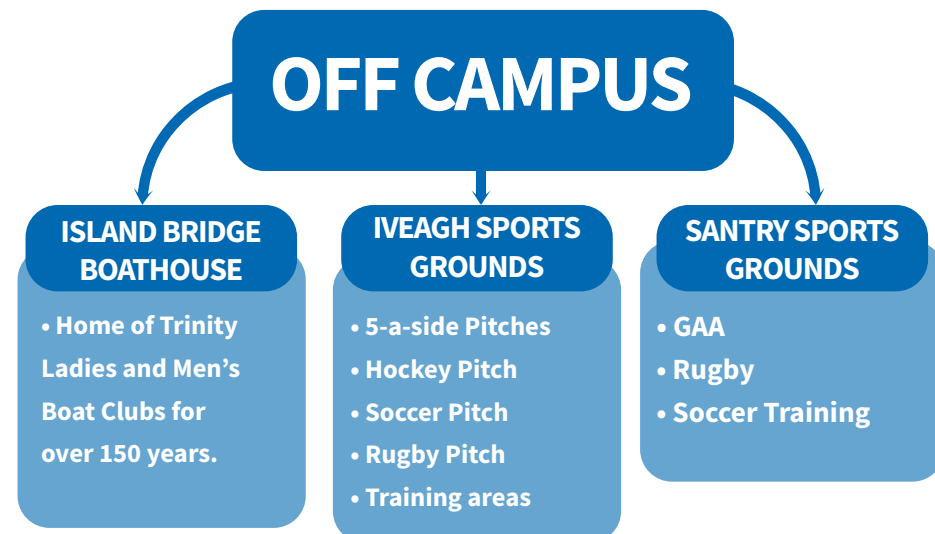 OFF CAMPUS
ISLAND BRIDGE
BOATHOUSE
• Home of Trinity
Ladies and Men’s
Boat Clubs for
over 150 years.
IVEAGH SPORTS
GROUNDS
• 5-a-side Pitches
• Hockey Pitch
• Soccer Pitch
• Rugby Pitch
• Training areas
SANTRY SPORTS
GROUNDS
• GAA
• Rugby
• Soccer Training